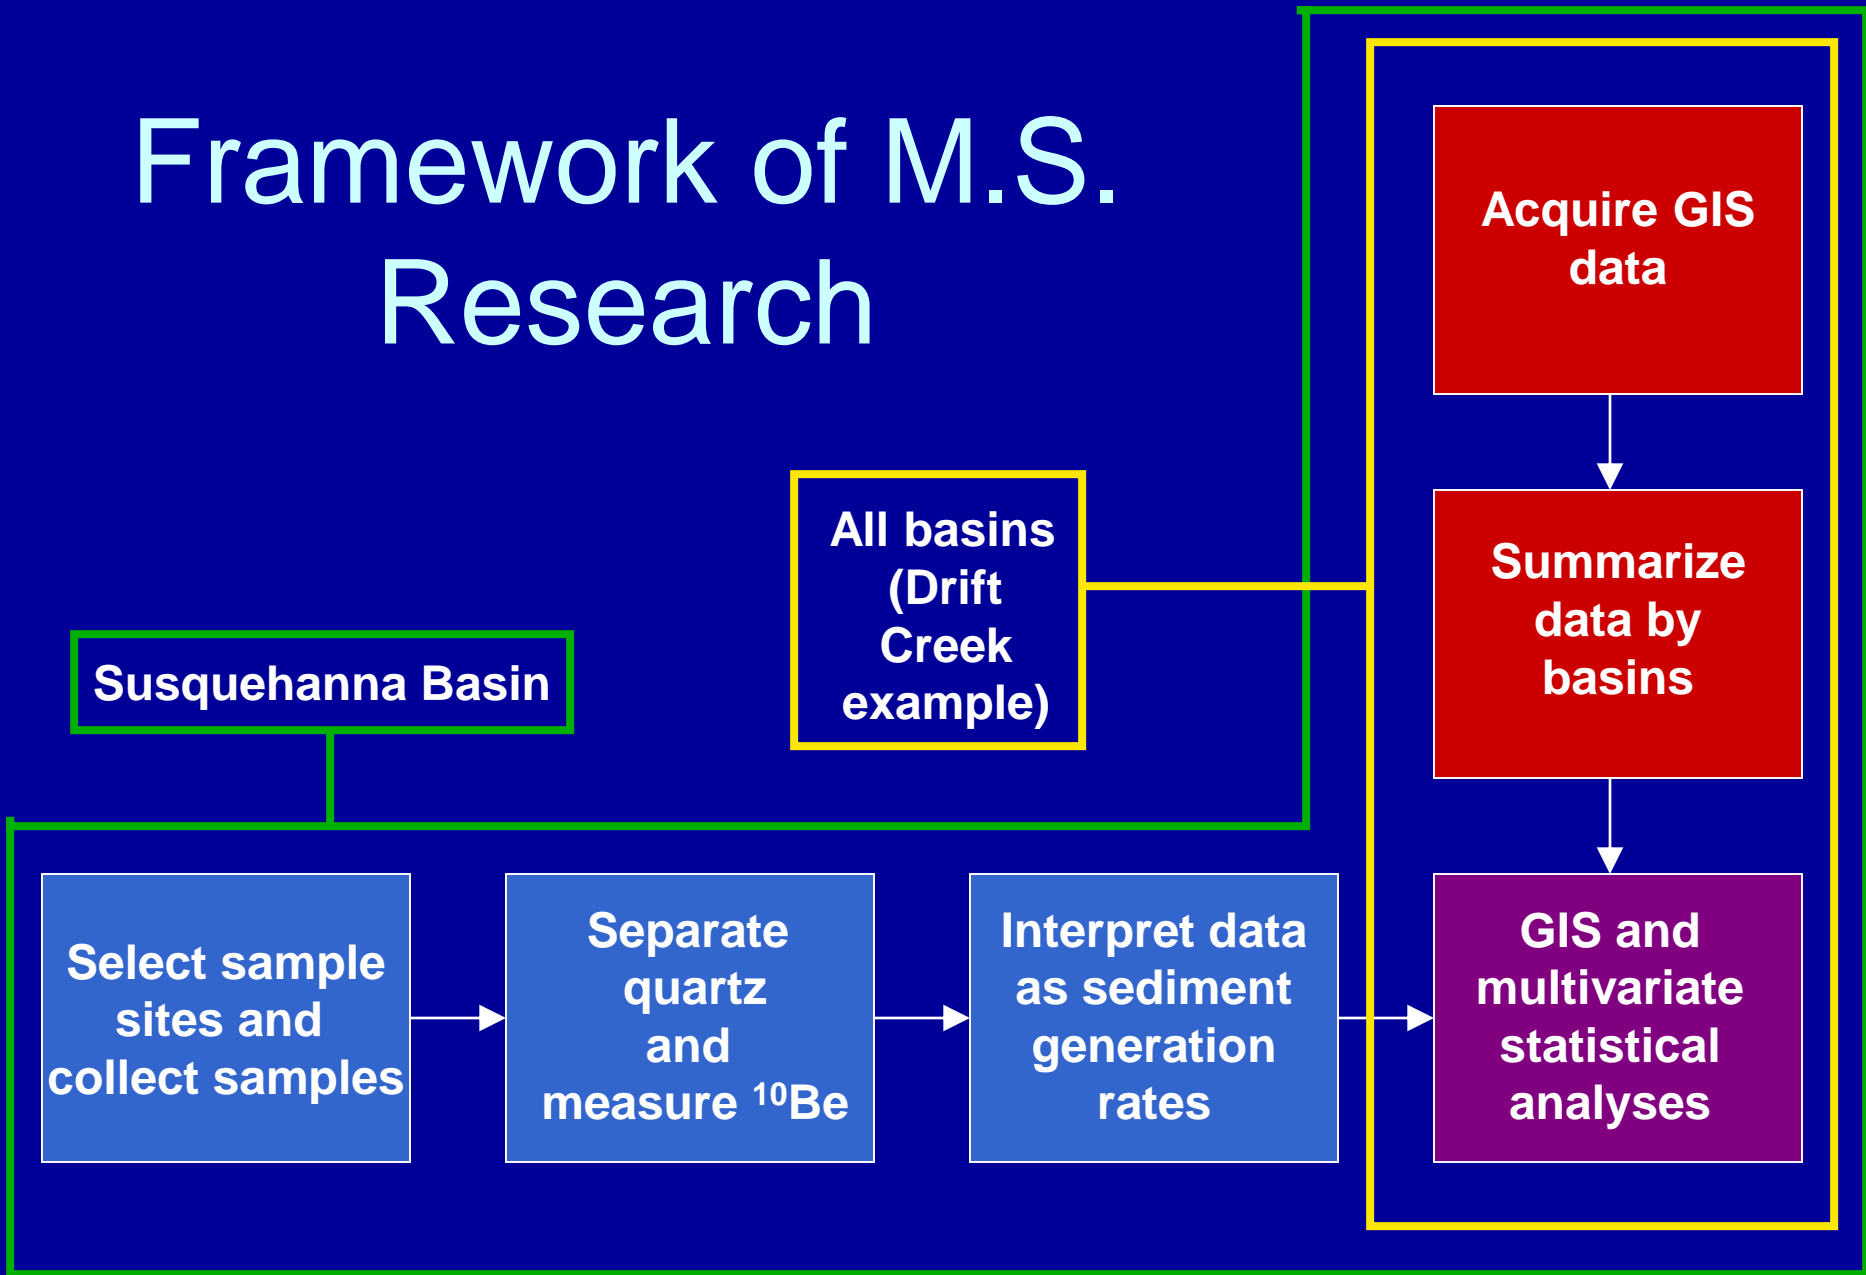 Framework of M.S.
Research
Acquire GIS
data
Summarize
data by
basins
All basins
(Drift
Creek
example)
Susquehanna Basin
Select sample
sites and
collect samples
Separate
quartz
and
measure ¹⁰Be
Interpret data
as sediment
generation
rates
GIS and
multivariate
statistical
analyses